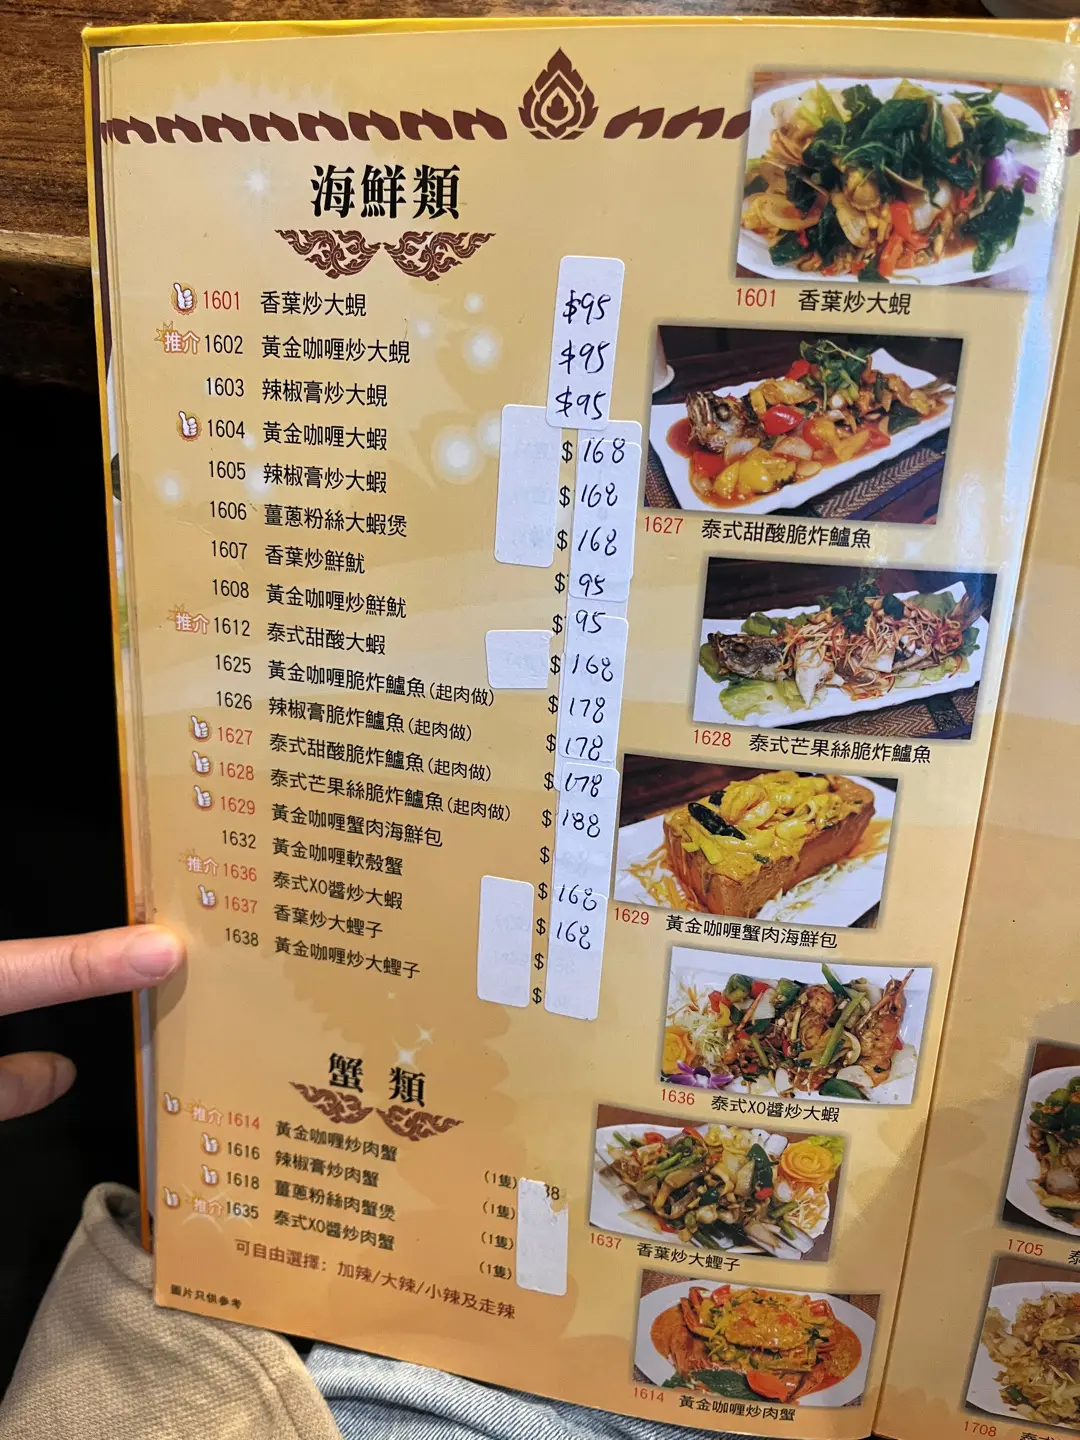 海鮮類
1601 香葉炒大蜆 $95
推介 1602 黃金咖喱炒大蜆 $95
1603 辣椒膏炒大蜆 $95
1604 黃金咖喱大蝦 $168
1605 辣椒膏炒大蝦 $168
1606 薑蔥粉絲大蝦煲 $168
1607 香葉炒鮮魷 $95
1608 黃金咖喱炒鮮魷 $95
推介 1612 泰式甜酸大蝦 $168
1625 黃金咖喱脆炸鱸魚(起肉做) $178
1626 辣椒膏脆炸鱸魚(起肉做) $178
1627 泰式甜酸脆炸鱸魚(起肉做) $178
1628 泰式芒果絲脆炸鱸魚(起肉做) $188
1629 黃金咖喱蟹肉海鮮包 $
1632 黃金咖喱軟殼蟹 $168
推介 1636 泰式XO醬炒大蝦 $168
1637 香葉炒大蟶子 $
1638 黃金咖喱炒大蟶子 $
蟹類
推介 1614 黃金咖喱炒肉蟹 (1隻)
1616 辣椒膏炒肉蟹 (1隻)
1618 薑蔥粉絲肉蟹煲 (1隻)
推介 1635 泰式XO醬炒肉蟹 (1隻)
可自由選擇：加辣/大辣/小辣及走辣
圖片只供參考
1601 香葉炒大蜆
1627 泰式甜酸脆炸鱸魚
1628 泰式芒果絲脆炸鱸魚
1629 黃金咖喱蟹肉海鮮包
1636 泰式XO醬炒大蝦
1637 香葉炒大蟶子
1614 黃金咖喱炒肉蟹
1705 泰
1708 泰